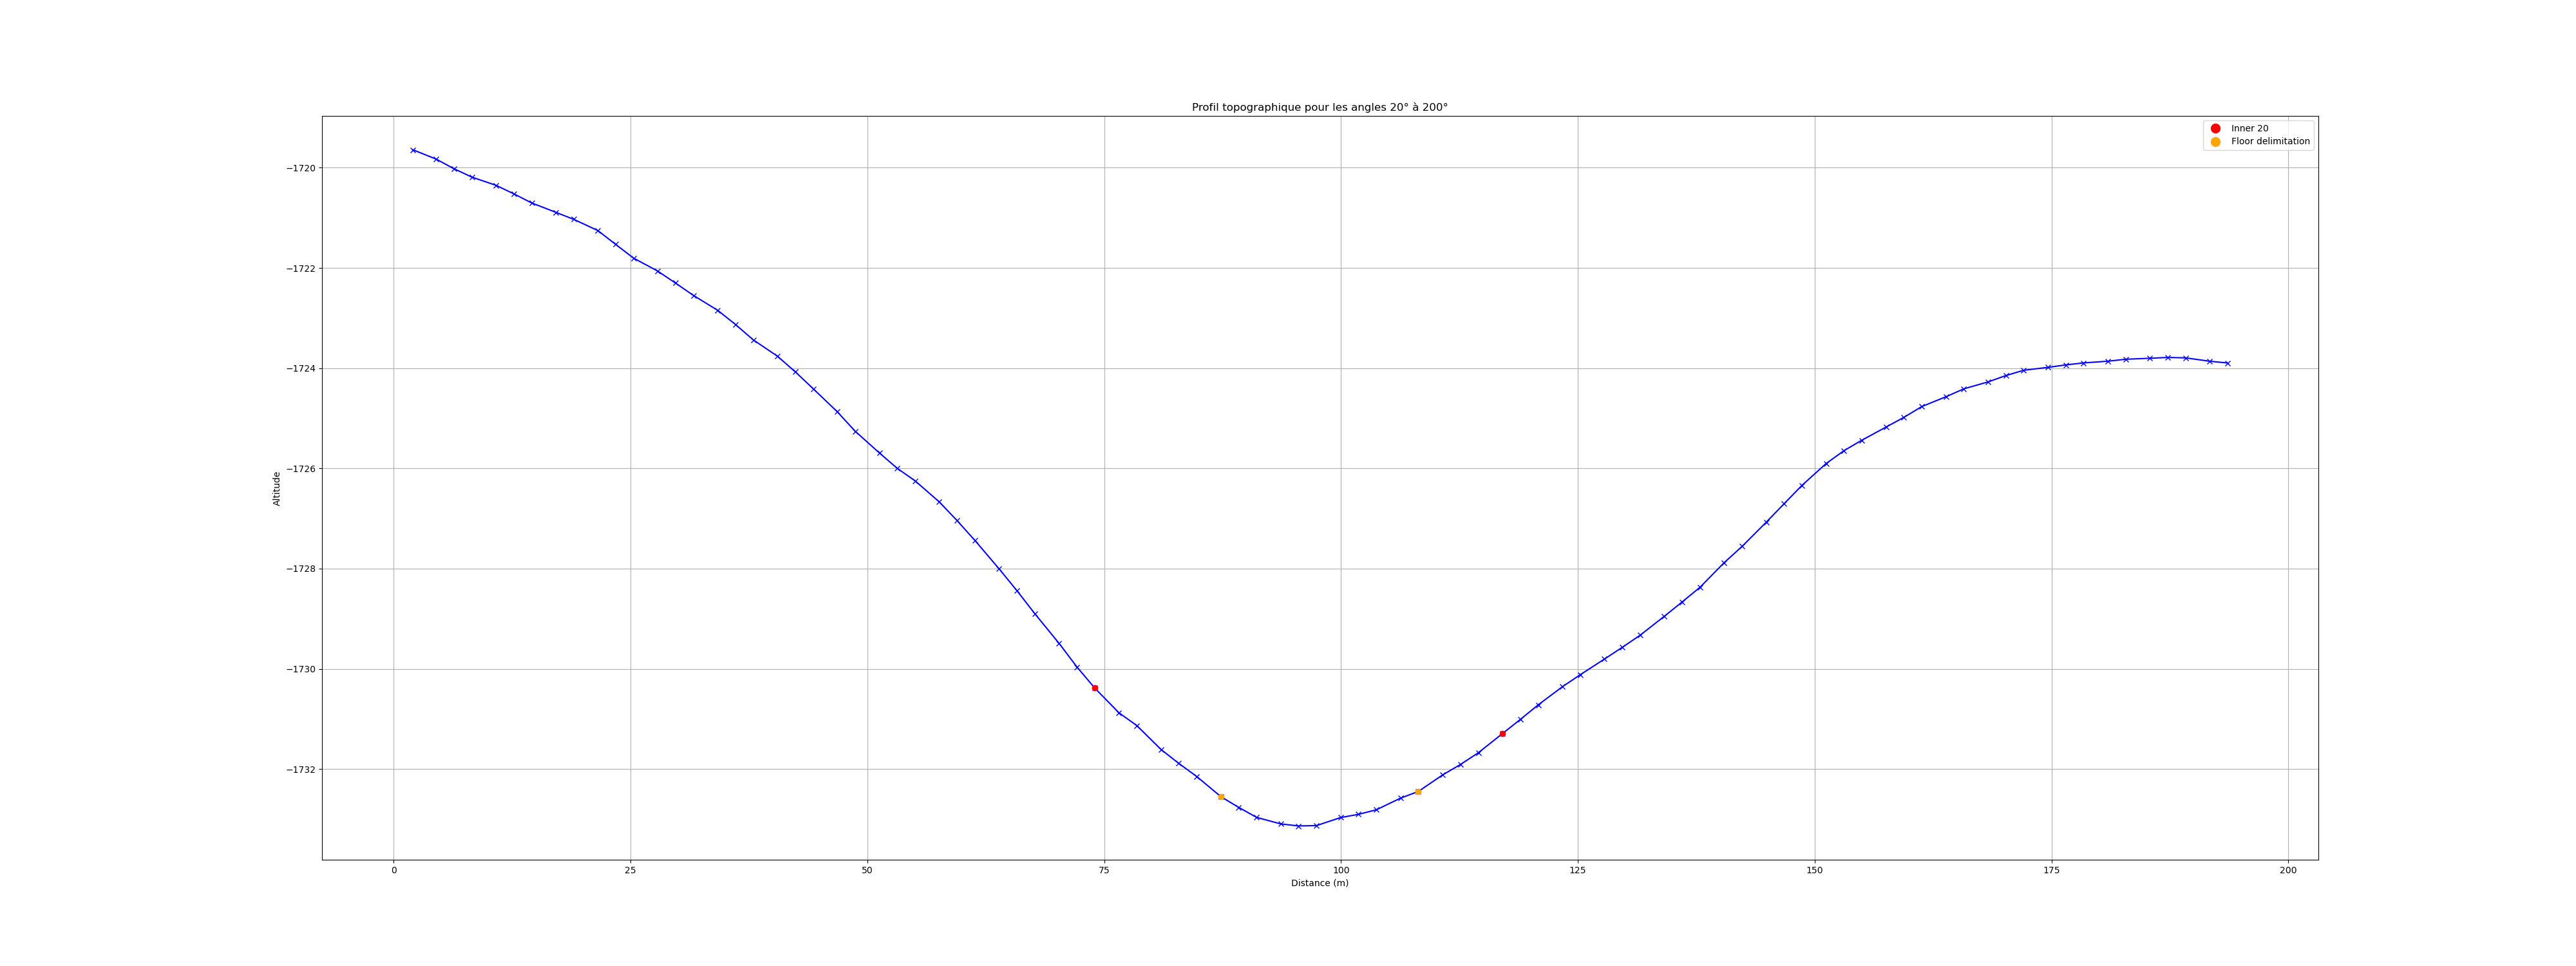 Profil topographique pour les angles 20° à 200°
Inner 20
Floor delimitation
−1720
−1722
−1724
−1726
−1728
−1730
−1732
Altitude
0 25 50 75 100 125 150 175 200
Distance (m)